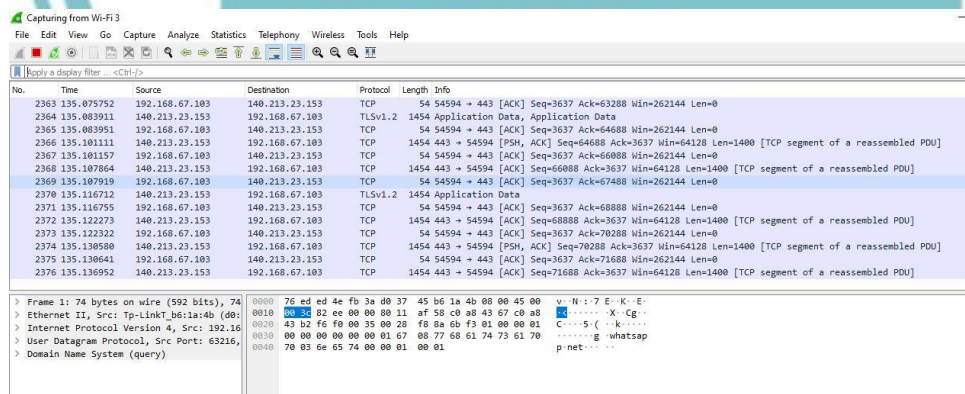 Capturing from Wi-Fi 3
File Edit View Go Capture Analyze Statistics Telephony Wireless Tools Help
Apply a display filter ... <Ctrl-/>
No. Time Source Destination Protocol Length Info
2363 135.075752 192.168.67.103 140.213.23.153 TCP 54 54594 → 443 [ACK] Seq=3637 Ack=63288 Win=262144 Len=0
2364 135.083911 140.213.23.153 192.168.67.103 TLSv1.2 1454 Application Data, Application Data
2365 135.083951 192.168.67.103 140.213.23.153 TCP 54 54594 → 443 [ACK] Seq=3637 Ack=64688 Win=262144 Len=0
2366 135.101111 140.213.23.153 192.168.67.103 TCP 1454 443 → 54594 [PSH, ACK] Seq=64688 Ack=3637 Win=64128 Len=1400 [TCP segment of a reassembled PDU]
2367 135.101157 192.168.67.103 140.213.23.153 TCP 54 54594 → 443 [ACK] Seq=3637 Ack=66088 Win=262144 Len=0
2368 135.107864 140.213.23.153 192.168.67.103 TCP 1454 443 → 54594 [ACK] Seq=66088 Ack=3637 Win=64128 Len=1400 [TCP segment of a reassembled PDU]
2369 135.107919 192.168.67.103 140.213.23.153 TCP 54 54594 → 443 [ACK] Seq=3637 Ack=67488 Win=262144 Len=0
2370 135.116712 140.213.23.153 192.168.67.103 TLSv1.2 1454 Application Data
2371 135.116755 192.168.67.103 140.213.23.153 TCP 54 54594 → 443 [ACK] Seq=3637 Ack=68888 Win=262144 Len=0
2372 135.122273 140.213.23.153 192.168.67.103 TCP 1454 443 → 54594 [ACK] Seq=68888 Ack=3637 Win=64128 Len=1400 [TCP segment of a reassembled PDU]
2373 135.122322 192.168.67.103 140.213.23.153 TCP 54 54594 → 443 [ACK] Seq=3637 Ack=70288 Win=262144 Len=0
2374 135.130580 140.213.23.153 192.168.67.103 TCP 1454 443 → 54594 [PSH, ACK] Seq=70288 Ack=3637 Win=64128 Len=1400 [TCP segment of a reassembled PDU]
2375 135.130641 192.168.67.103 140.213.23.153 TCP 54 54594 → 443 [ACK] Seq=3637 Ack=71688 Win=262144 Len=0
2376 135.136952 140.213.23.153 192.168.67.103 TCP 1454 443 → 54594 [ACK] Seq=71688 Ack=3637 Win=64128 Len=1400 [TCP segment of a reassembled PDU]
> Frame 1: 74 bytes on wire (592 bits), 74
> Ethernet II, Src: Tp-LinkT_b6:1a:4b (d0:
> Internet Protocol Version 4, Src: 192.16
> User Datagram Protocol, Src Port: 63216,
> Domain Name System (query)
0000 76 ed ed 4e fb 3a d0 37 45 b6 1a 4b 08 00 45 00 v··N·:·7 E··K··E·
0010 00 3c 82 ee 00 00 80 11 af 58 c0 a8 43 67 c0 a8 ·<······ ·X··Cg··
0020 43 b2 f6 f0 00 35 00 28 f8 8a 6b f3 01 00 00 01 C····5·( ··k·····
0030 00 00 00 00 00 00 01 67 08 77 68 61 74 73 61 70 ·······g ·whatsap
0040 70 03 6e 65 74 00 00 01 00 01 p·net··· ··